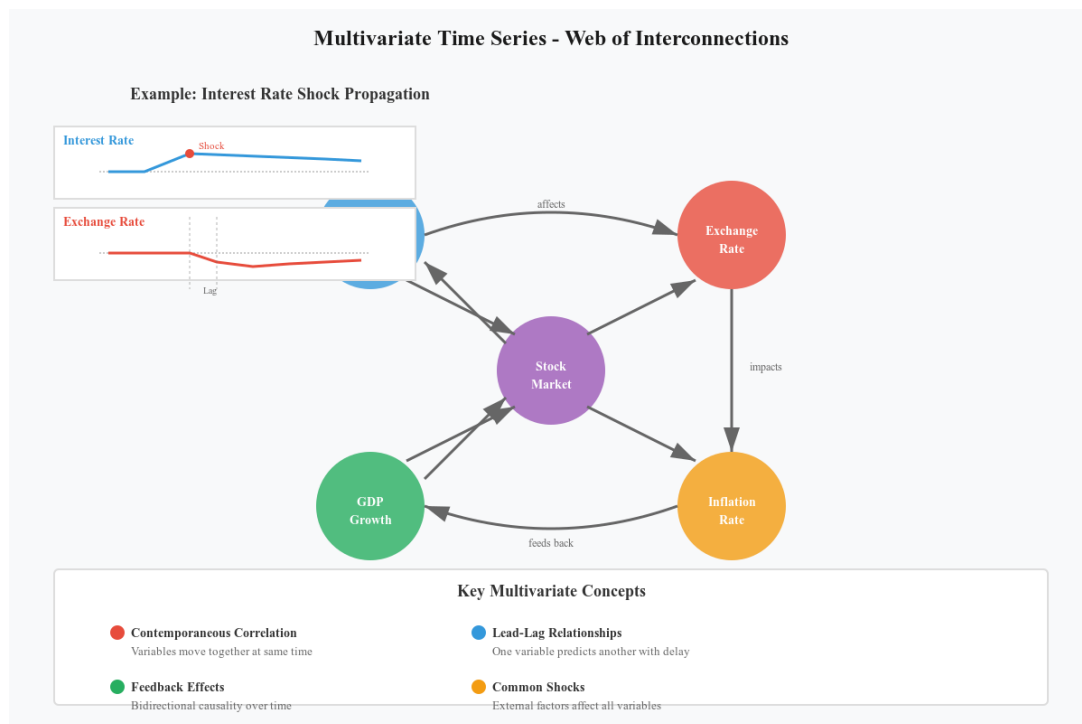 Multivariate Time Series - Web of Interconnections
Example: Interest Rate Shock Propagation
Interest Rate
Shock
Exchange Rate
Lag
affects
Exchange
Rate
Stock
Market
impacts
GDP
Growth
Inflation
Rate
feeds back
Key Multivariate Concepts
Contemporaneous Correlation
Variables move together at same time
Lead-Lag Relationships
One variable predicts another with delay
Feedback Effects
Bidirectional causality over time
Common Shocks
External factors affect all variables